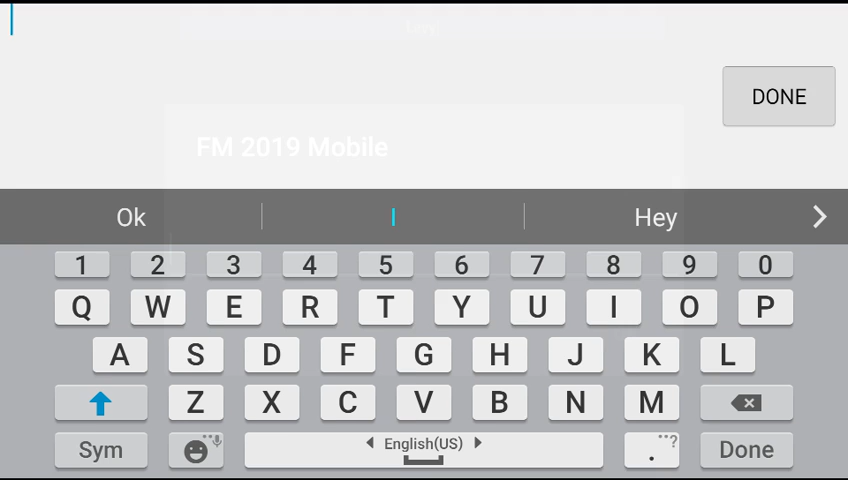 DONE
FM 2019 Mobile
Ok I Hey
1 2 3 4 5 6 7 8 9 0
Q W E R T Y U I O P
A S D F G H J K L
Z X C V B N M
Sym English(US) . ? Done